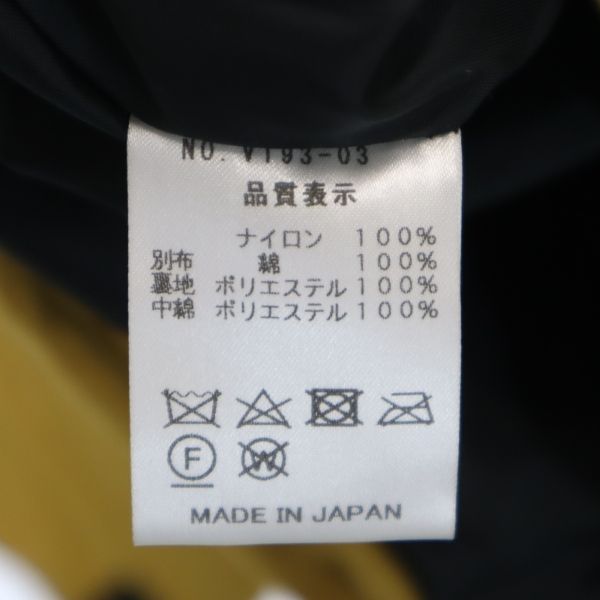 NO. V193-03
品質表示
ナイロン 100%
別布 綿 100%
裏地 ポリエステル 100%
中綿 ポリエステル 100%
F W
MADE IN JAPAN